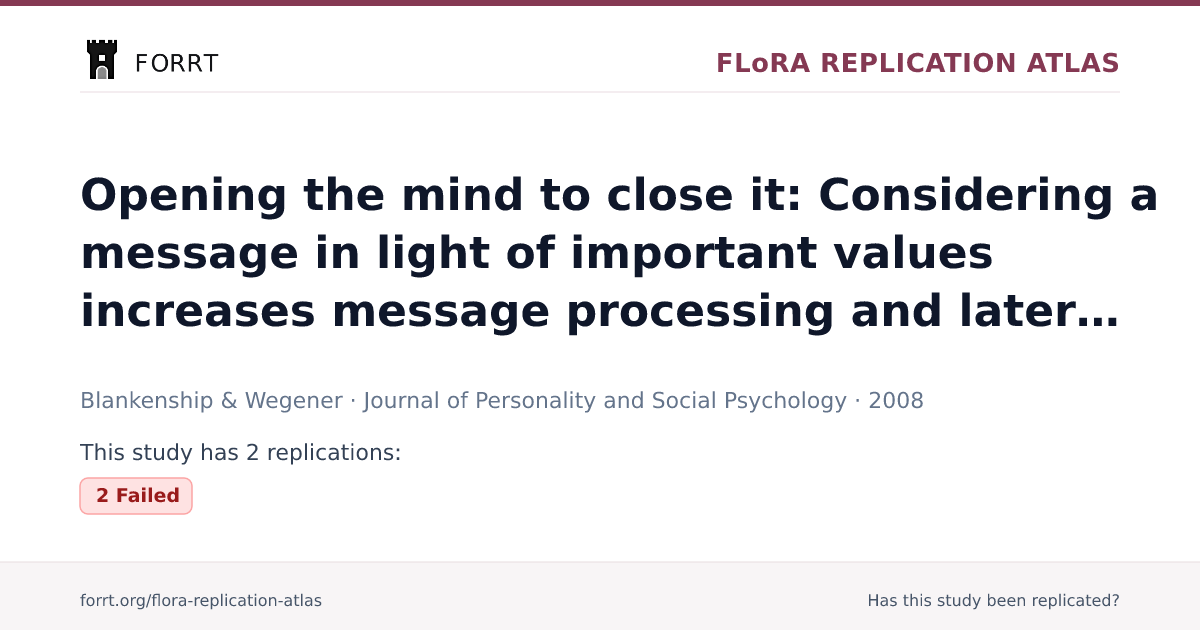 FORRT
FLoRA REPLICATION ATLAS
Opening the mind to close it: Considering a
message in light of important values
increases message processing and later…
Blankenship & Wegener · Journal of Personality and Social Psychology · 2008
This study has 2 replications:
2 Failed
forrt.org/flora-replication-atlas
Has this study been replicated?